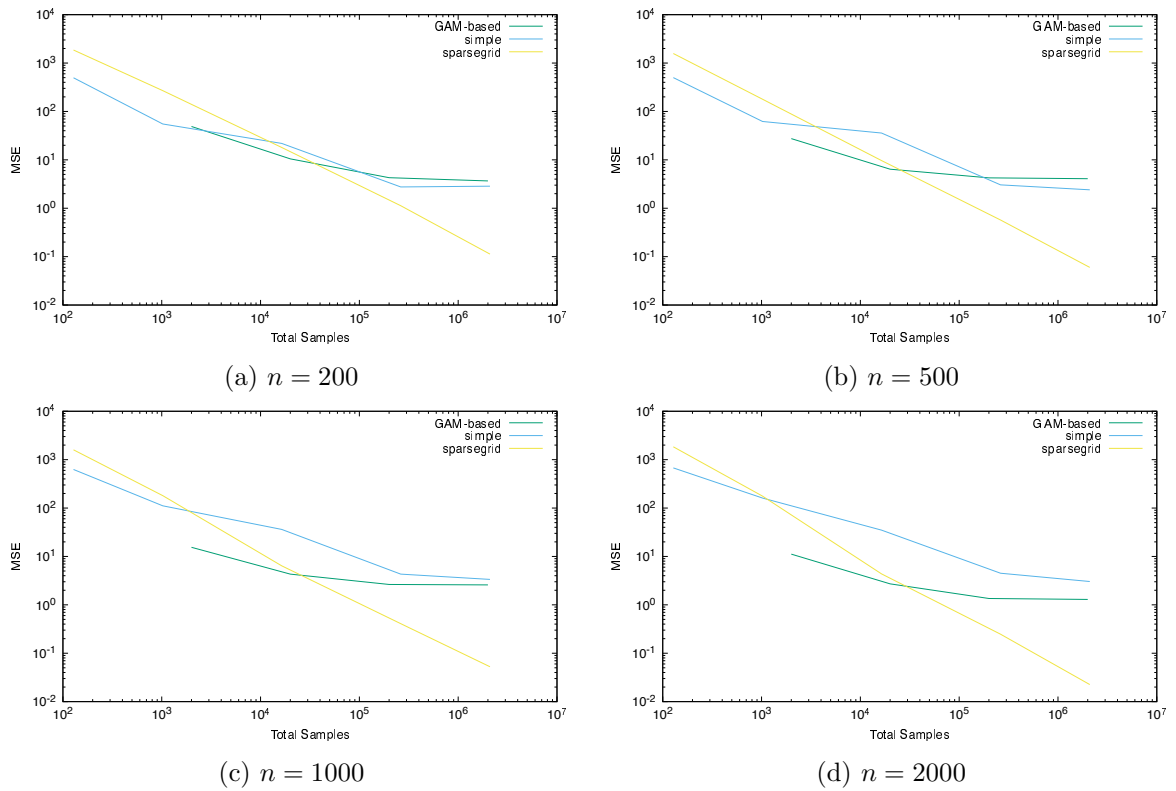 10^4
10^3
10^2
10^1
10^0
10^-1
10^-2
MSE
GAM-based
simple
sparsegrid
10^2 10^3 10^4 10^5 10^6 10^7
Total Samples
(a) n = 200
10^4
10^3
10^2
10^1
10^0
10^-1
10^-2
MSE
GAM-based
simple
sparsegrid
10^2 10^3 10^4 10^5 10^6 10^7
Total Samples
(b) n = 500
10^4
10^3
10^2
10^1
10^0
10^-1
10^-2
MSE
GAM-based
simple
sparsegrid
10^2 10^3 10^4 10^5 10^6 10^7
Total Samples
(c) n = 1000
10^4
10^3
10^2
10^1
10^0
10^-1
10^-2
MSE
GAM-based
simple
sparsegrid
10^2 10^3 10^4 10^5 10^6 10^7
Total Samples
(d) n = 2000